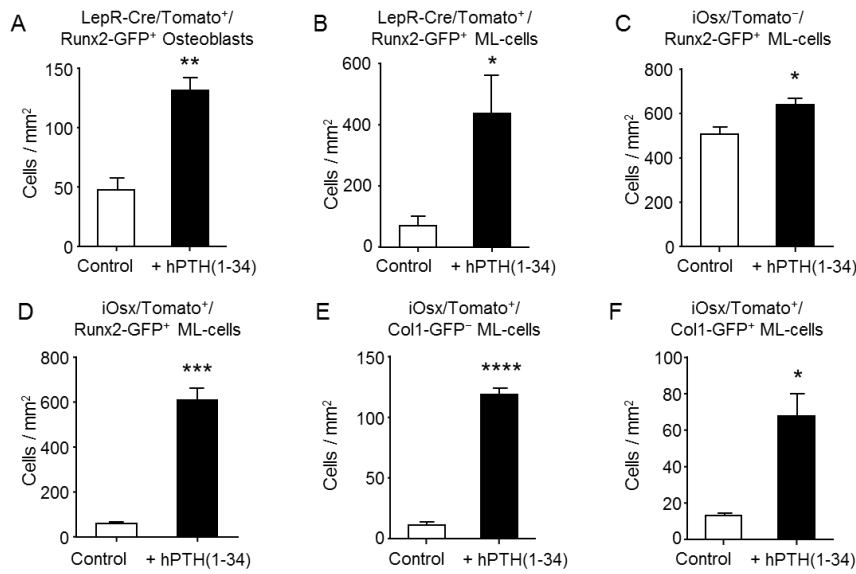 A
LepR-Cre/Tomato⁺/
Runx2-GFP⁺ Osteoblasts
**
Cells / mm²
150
100
50
0
Control
+ hPTH(1-34)
B
LepR-Cre/Tomato⁺/
Runx2-GFP⁺ ML-cells
*
Cells / mm²
600
400
200
0
Control
+ hPTH(1-34)
C
iOsx/Tomato⁻/
Runx2-GFP⁺ ML-cells
*
Cells / mm²
800
600
400
200
0
Control
+ hPTH(1-34)
D
iOsx/Tomato⁺/
Runx2-GFP⁺ ML-cells
***
Cells / mm²
800
600
400
200
0
Control
+ hPTH(1-34)
E
iOsx/Tomato⁺/
Col1-GFP⁻ ML-cells
****
Cells / mm²
150
100
50
0
Control
+ hPTH(1-34)
F
iOsx/Tomato⁺/
Col1-GFP⁺ ML-cells
*
Cells / mm²
100
80
60
40
20
0
Control
+ hPTH(1-34)